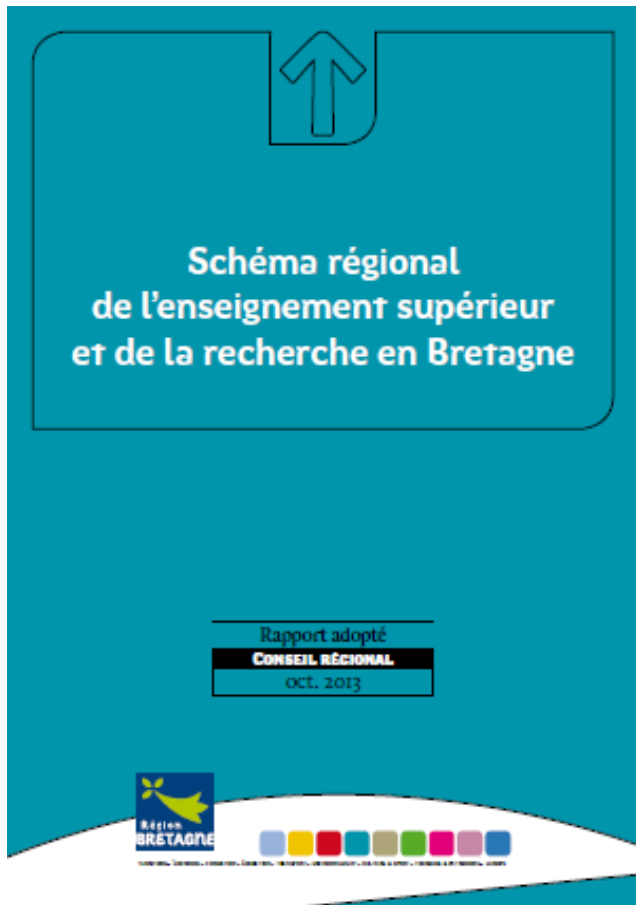 Schéma régional
de l'enseignement supérieur
et de la recherche en Bretagne
Rapport adopté
CONSEIL RÉGIONAL
oct. 2013
Région
BRETAGNE